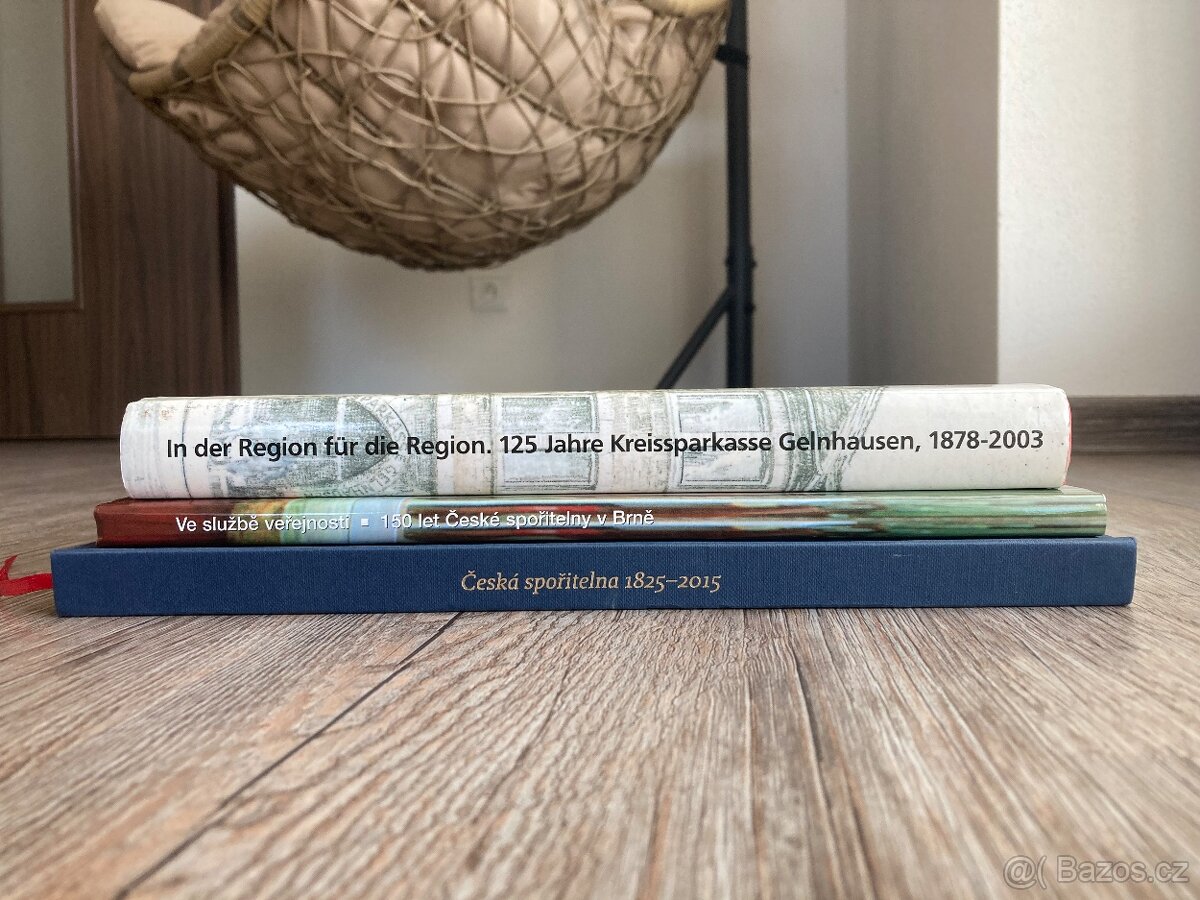 In der Region für die Region. 125 Jahre Kreissparkasse Gelnhausen, 1878-2003
Ve službě veřejnosti ▪ 150 let České spořitelny v Brně
Česká spořitelna 1825–2015
@( Bazos.cz